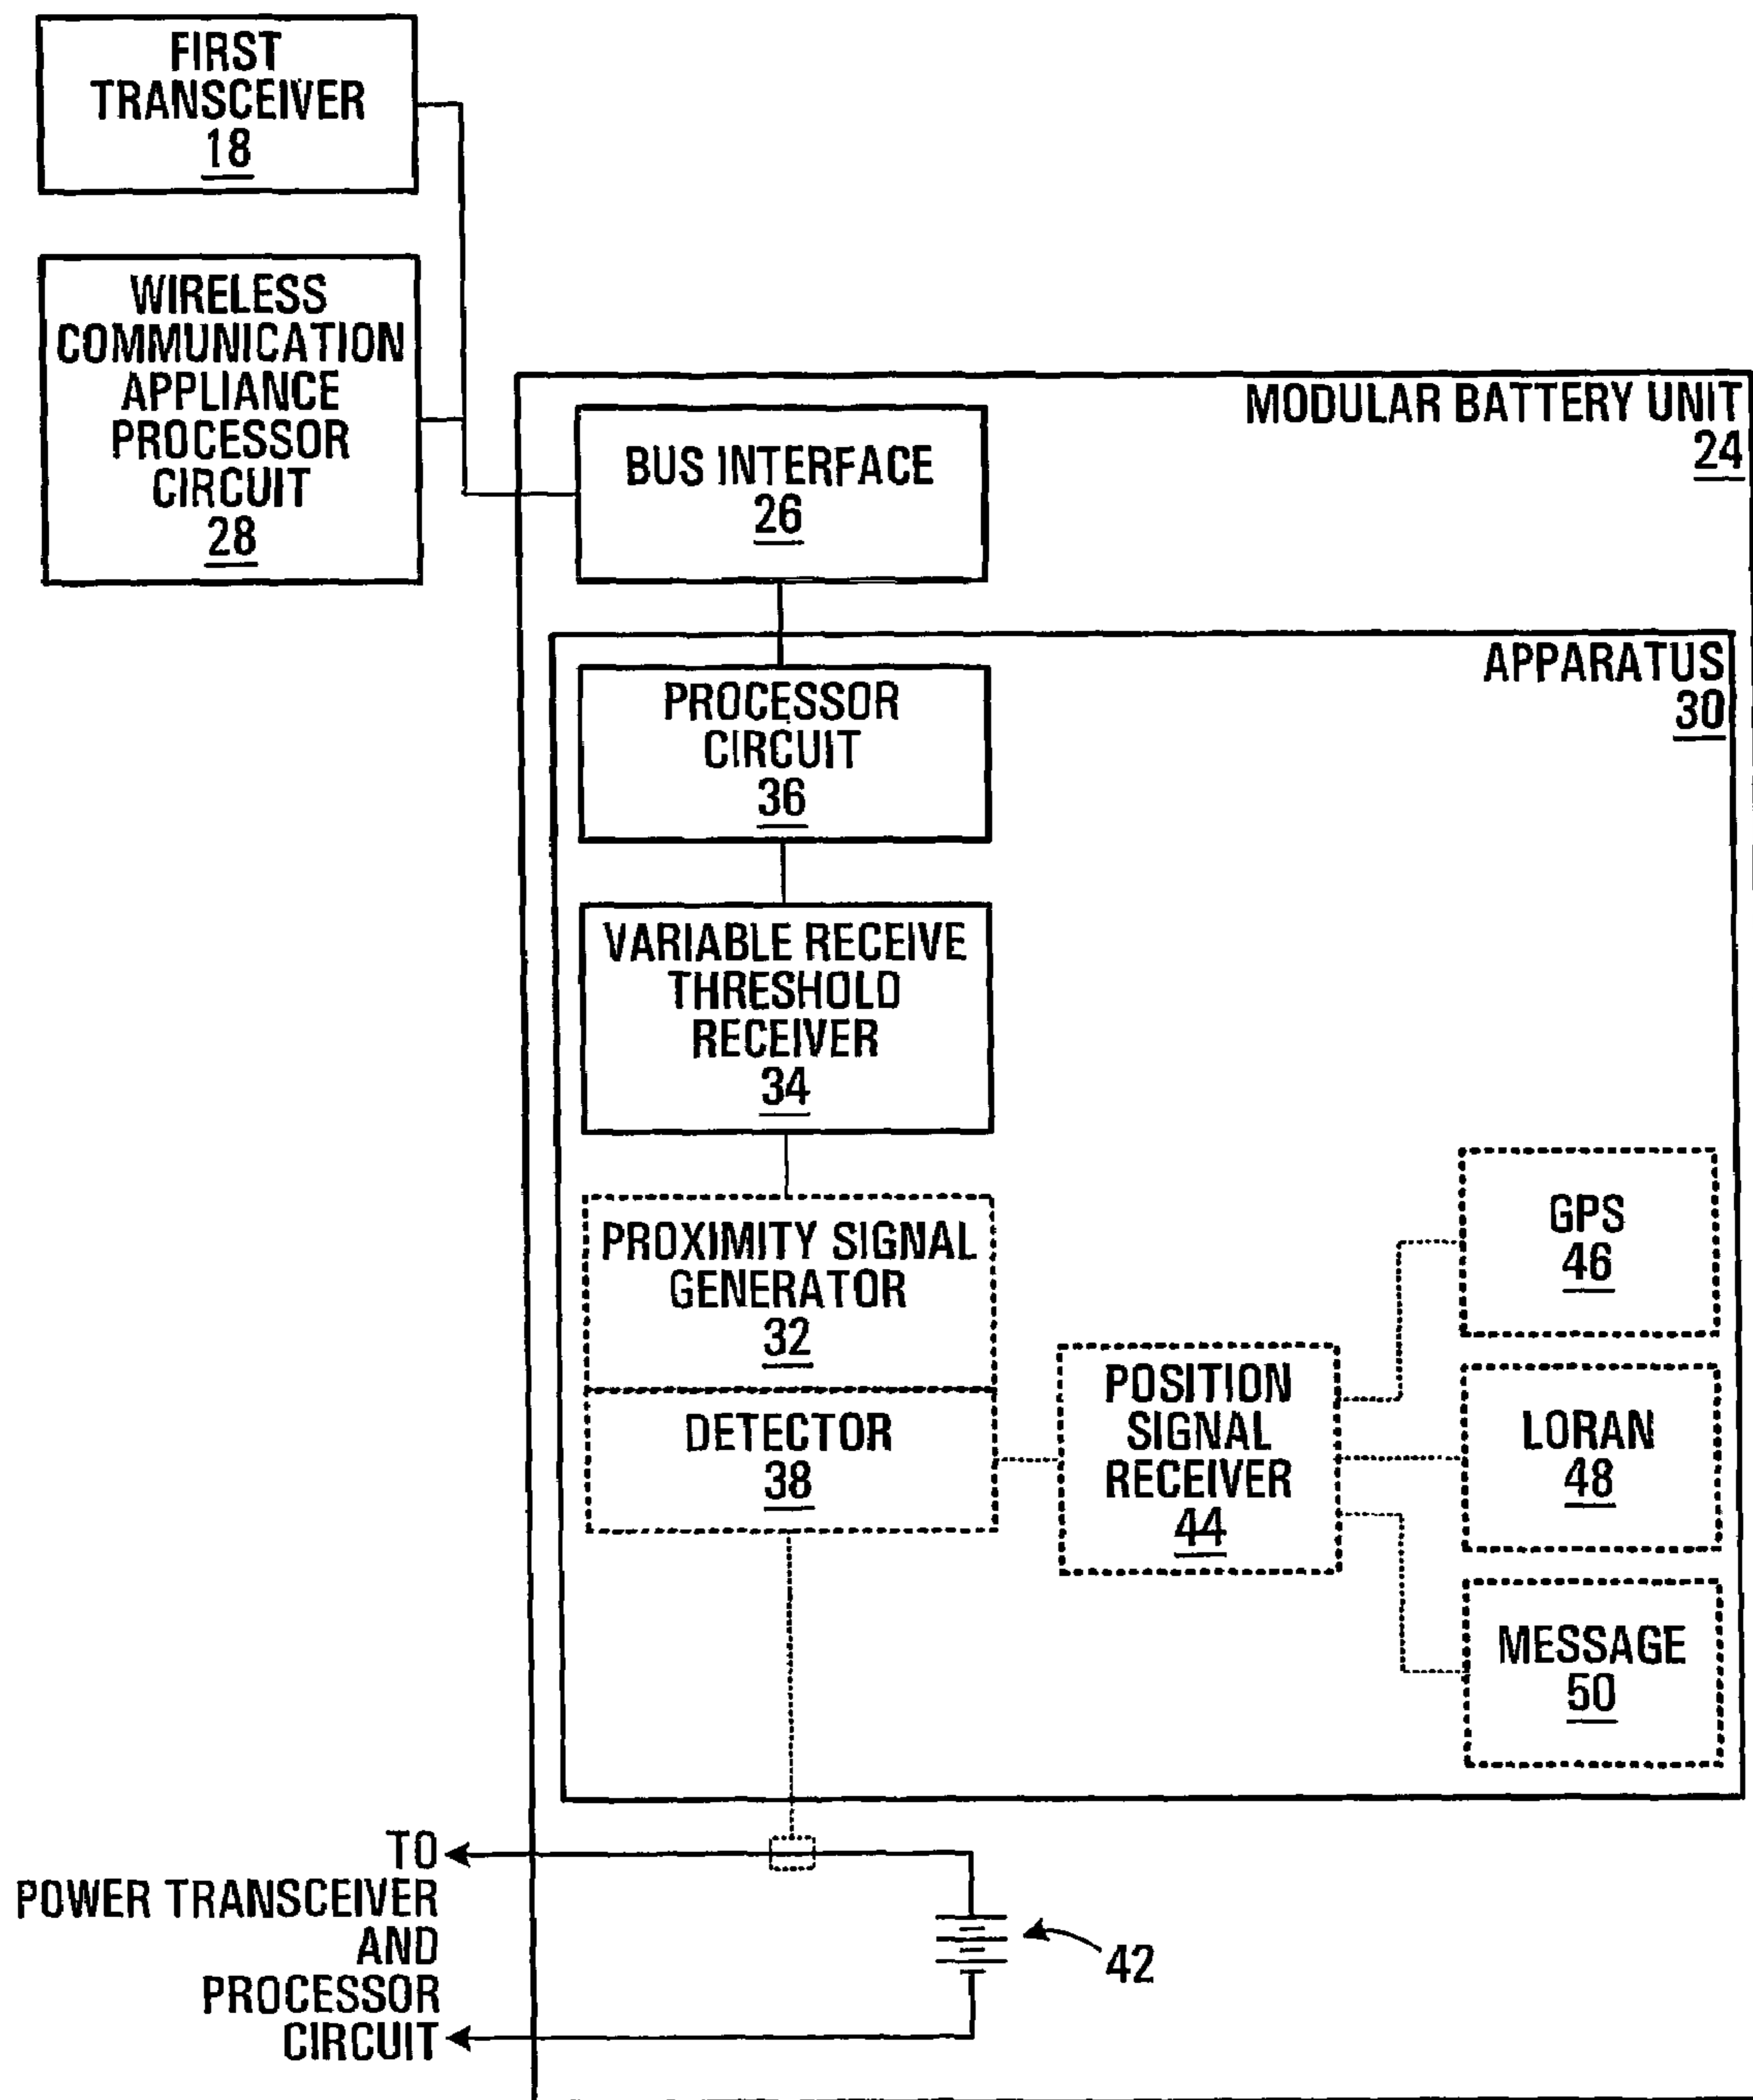 FIRST
TRANSCEIVER
18
WIRELESS
COMMUNICATION
APPLIANCE
PROCESSOR
CIRCUIT
28
MODULAR BATTERY UNIT
24
BUS INTERFACE
26
APPARATUS
30
PROCESSOR
CIRCUIT
36
VARIABLE RECEIVE
THRESHOLD
RECEIVER
34
PROXIMITY SIGNAL
GENERATOR
32
DETECTOR
38
POSITION
SIGNAL
RECEIVER
44
GPS
46
LORAN
48
MESSAGE
50
TO
POWER TRANSCEIVER
AND
PROCESSOR
CIRCUIT
42